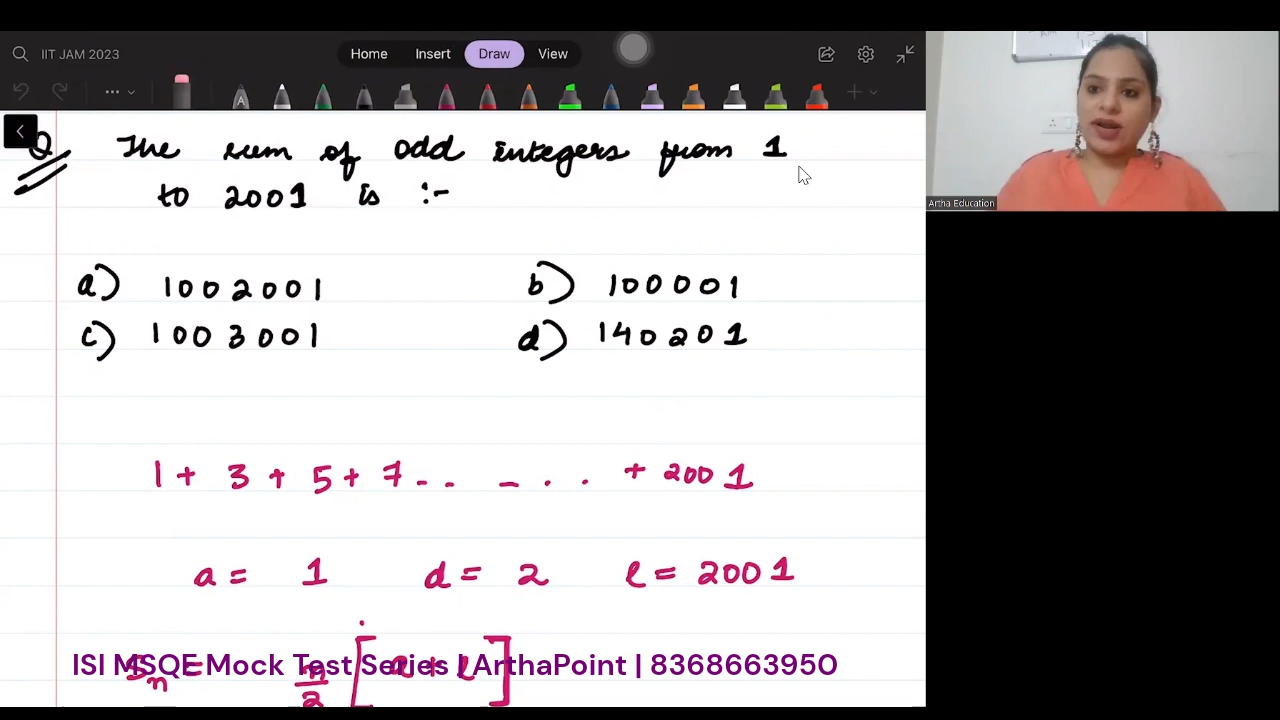 IIT JAM 2023
Home Insert Draw View
A
Q The sum of odd integers from 1
to 2001 is :-
a) 1002001 b) 100001
c) 1003001 d) 140201
1 + 3 + 5 + 7 - - - . . + 2001
a = 1 d = 2 l = 2001
Sn = n/2 [ a + l ]
ISI MSQE Mock Test Series | ArthaPoint | 8368663950
Artha Education